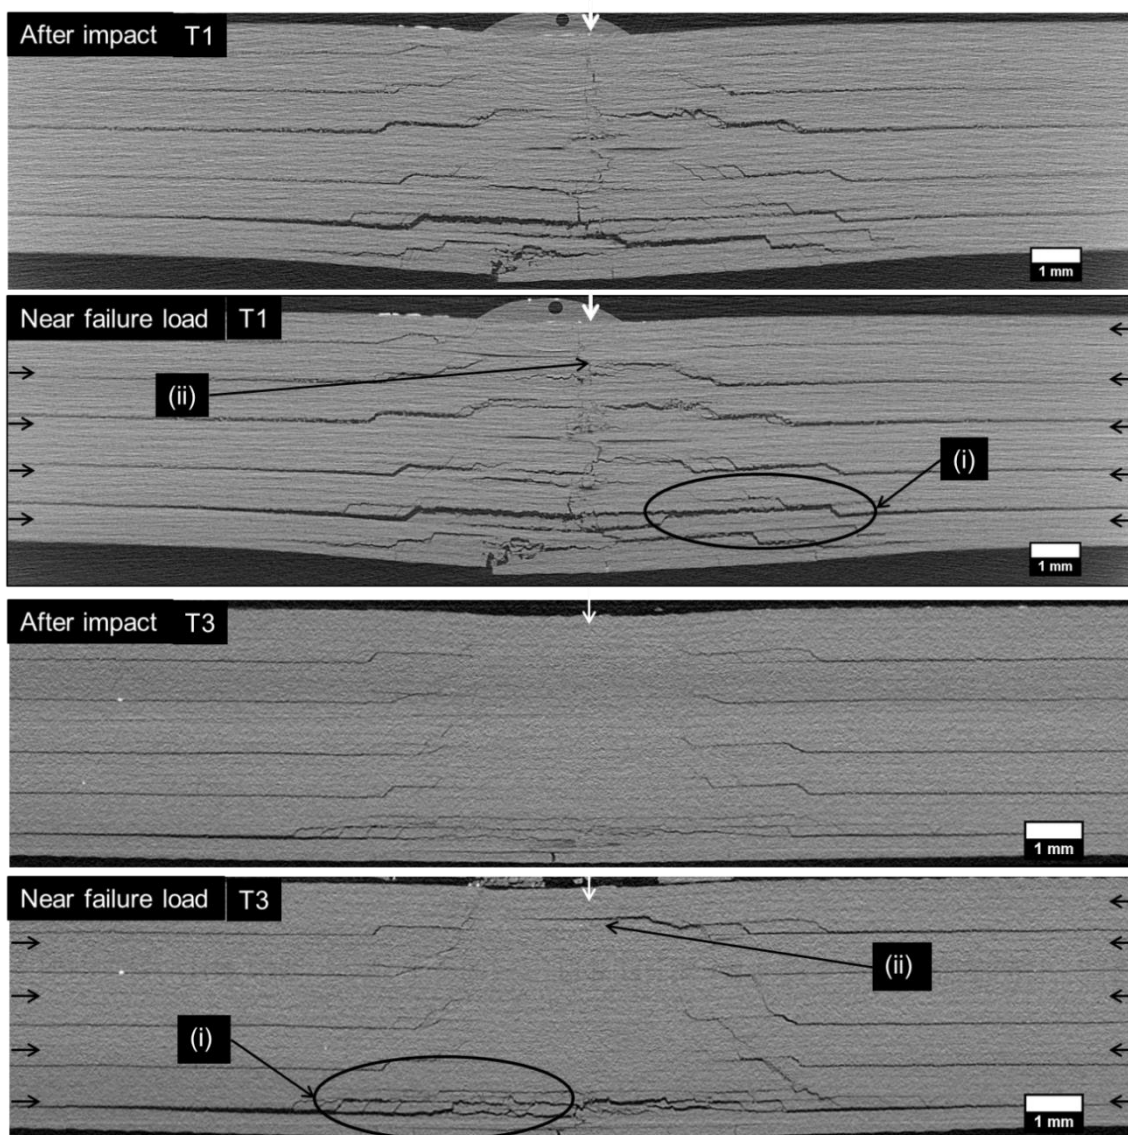 After impact T1
1 mm
Near failure load T1
(ii)
(i)
1 mm
After impact T3
1 mm
Near failure load T3
(ii)
(i)
1 mm